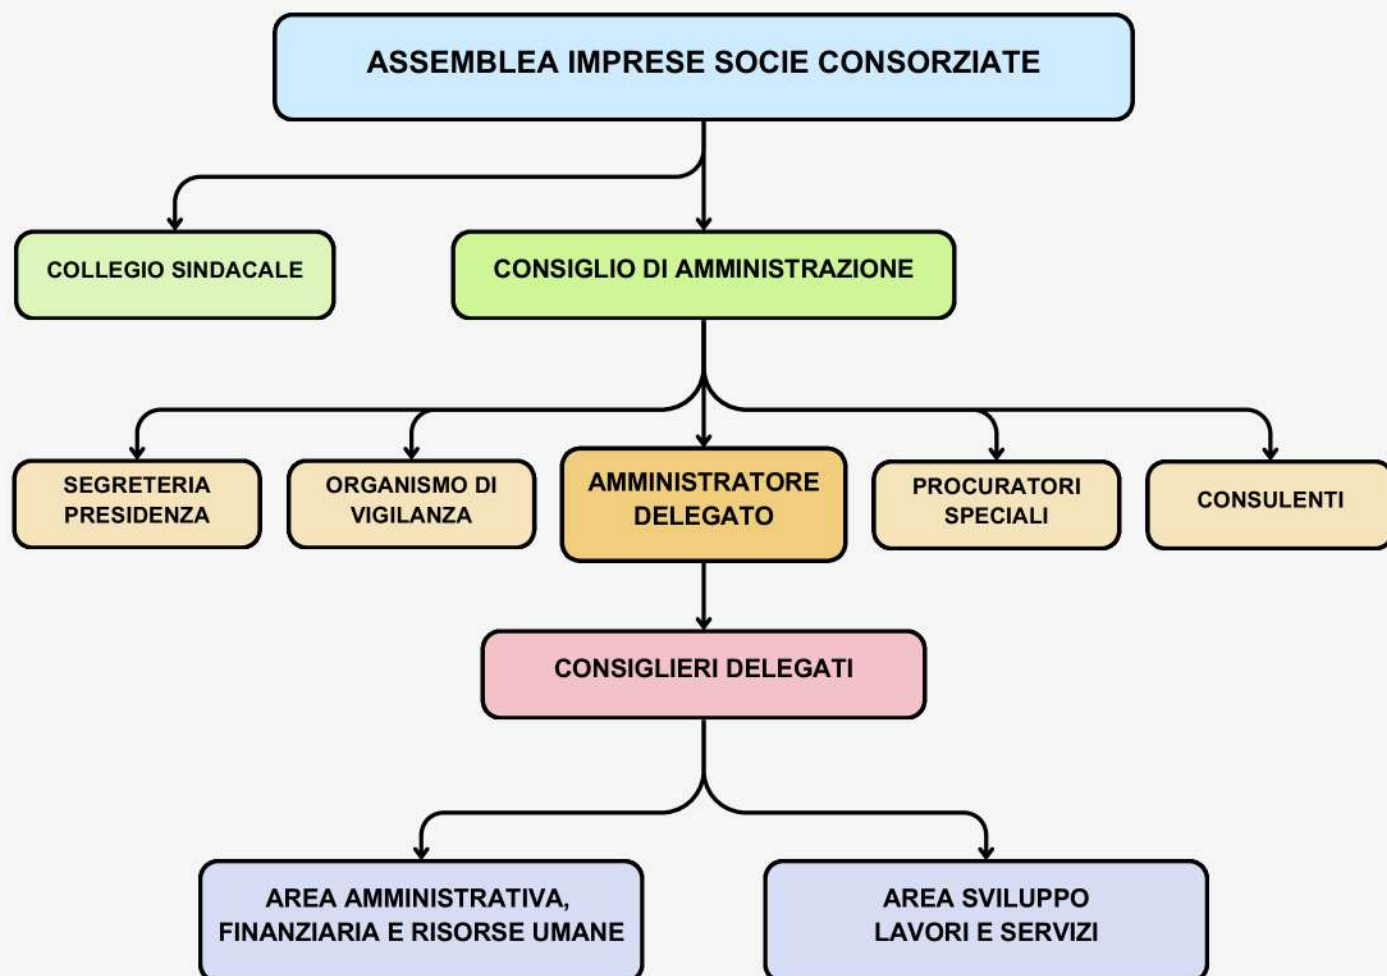 ASSEMBLEA IMPRESE SOCIE CONSORZIATE
COLLEGIO SINDACALE
CONSIGLIO DI AMMINISTRAZIONE
SEGRETERIA
PRESIDENZA
ORGANISMO DI
VIGILANZA
AMMINISTRATORE
DELEGATO
PROCURATORI
SPECIALI
CONSULENTI
CONSIGLIERI DELEGATI
AREA AMMINISTRATIVA,
FINANZIARIA E RISORSE UMANE
AREA SVILUPPO
LAVORI E SERVIZI